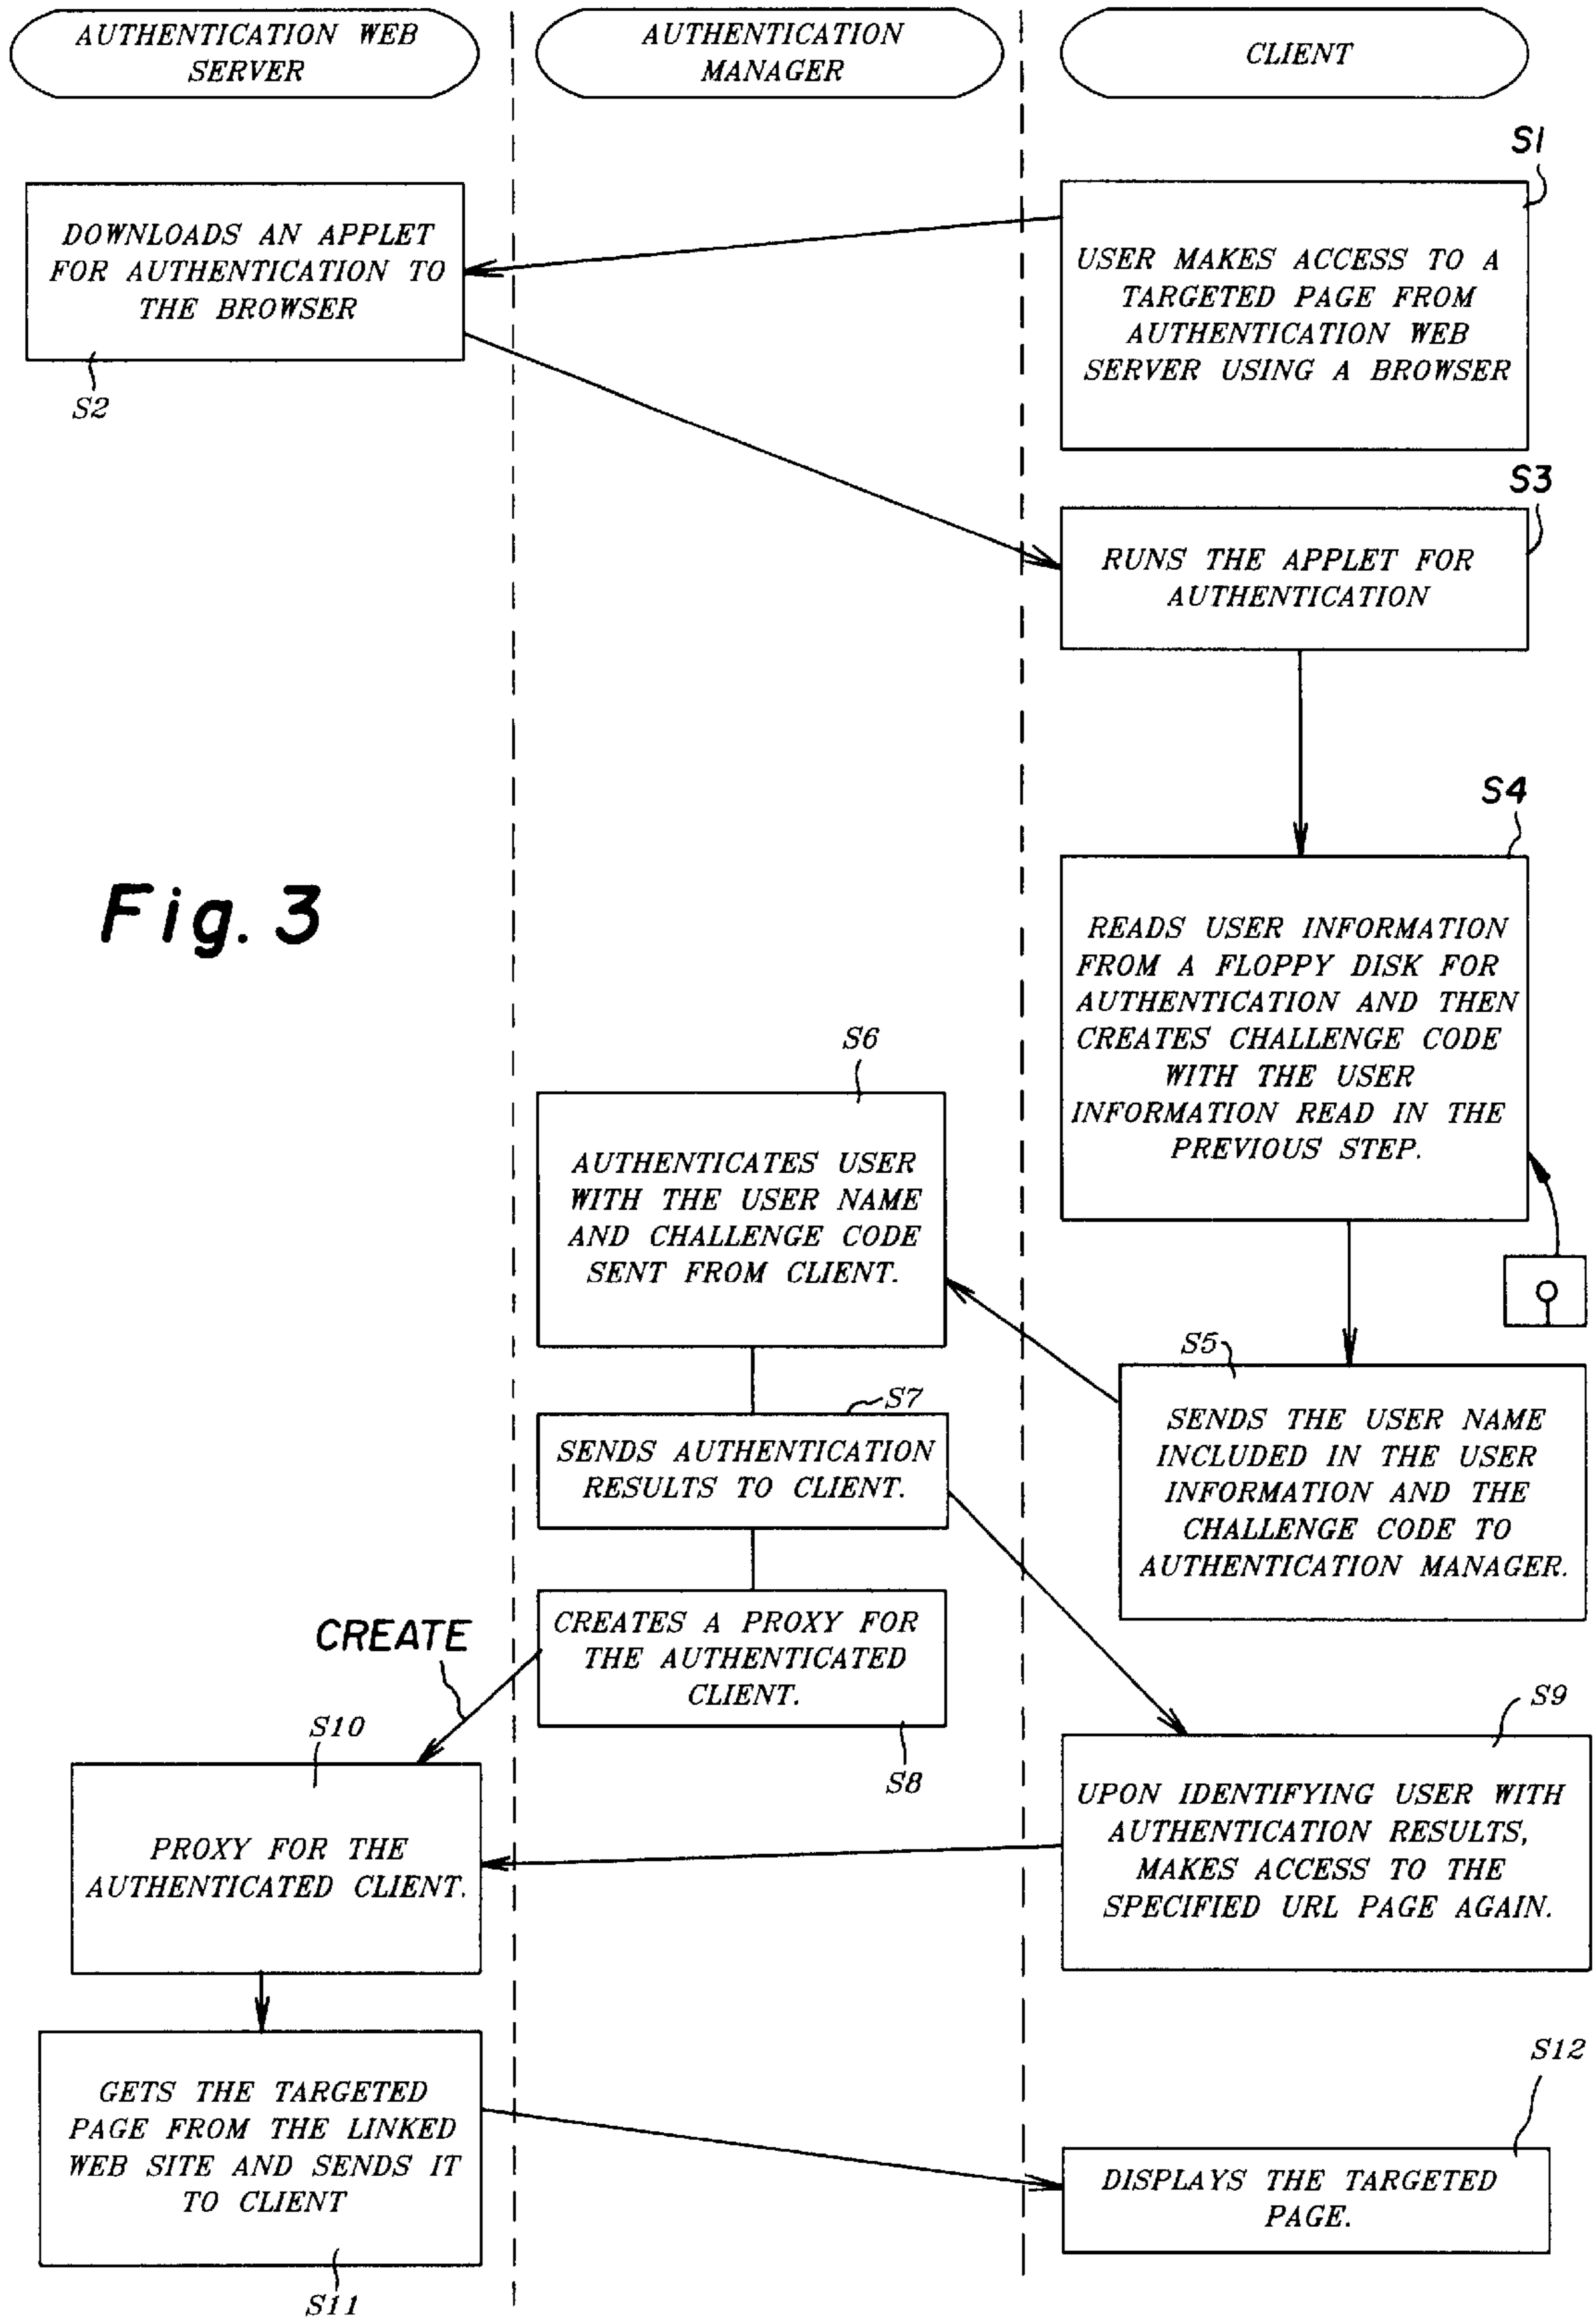 AUTHENTICATION WEB
SERVER
AUTHENTICATION
MANAGER
CLIENT
S1
USER MAKES ACCESS TO A
TARGETED PAGE FROM
AUTHENTICATION WEB
SERVER USING A BROWSER
DOWNLOADS AN APPLET
FOR AUTHENTICATION TO
THE BROWSER
S2
S3
RUNS THE APPLET FOR
AUTHENTICATION
S4
READS USER INFORMATION
FROM A FLOPPY DISK FOR
AUTHENTICATION AND THEN
CREATES CHALLENGE CODE
WITH THE USER
INFORMATION READ IN THE
PREVIOUS STEP.
Fig. 3
S5
SENDS THE USER NAME
INCLUDED IN THE USER
INFORMATION AND THE
CHALLENGE CODE TO
AUTHENTICATION MANAGER.
S6
AUTHENTICATES USER
WITH THE USER NAME
AND CHALLENGE CODE
SENT FROM CLIENT.
S7
SENDS AUTHENTICATION
RESULTS TO CLIENT.
CREATES A PROXY FOR
THE AUTHENTICATED
CLIENT.
S8
CREATE
S9
UPON IDENTIFYING USER WITH
AUTHENTICATION RESULTS,
MAKES ACCESS TO THE
SPECIFIED URL PAGE AGAIN.
S10
PROXY FOR THE
AUTHENTICATED CLIENT.
GETS THE TARGETED
PAGE FROM THE LINKED
WEB SITE AND SENDS IT
TO CLIENT
S11
S12
DISPLAYS THE TARGETED
PAGE.